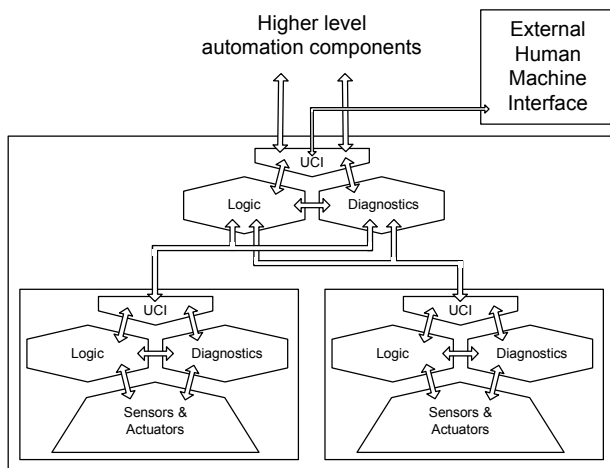 Higher level
automation components
External
Human
Machine
Interface
UCI
Logic
Diagnostics
UCI
Logic
Diagnostics
Sensors &
Actuators
UCI
Logic
Diagnostics
Sensors &
Actuators